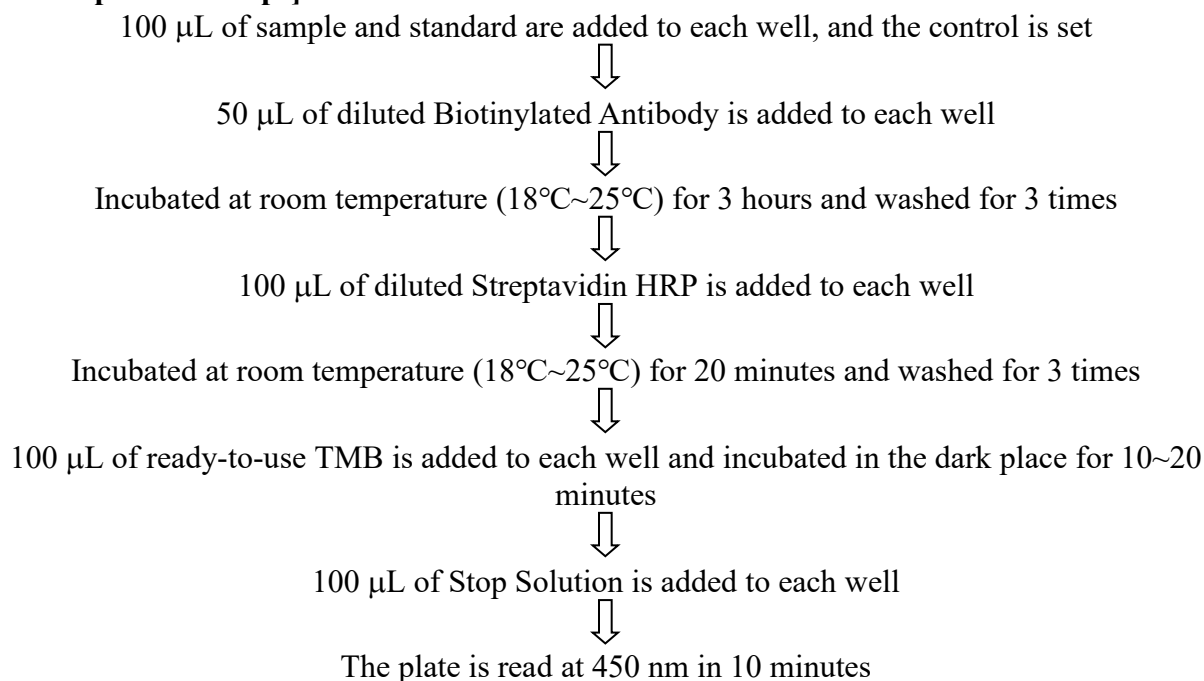 100 μL of sample and standard are added to each well, and the control is set
50 μL of diluted Biotinylated Antibody is added to each well
Incubated at room temperature (18℃~25℃) for 3 hours and washed for 3 times
100 μL of diluted Streptavidin HRP is added to each well
Incubated at room temperature (18℃~25℃) for 20 minutes and washed for 3 times
100 μL of ready-to-use TMB is added to each well and incubated in the dark place for 10~20
minutes
100 μL of Stop Solution is added to each well
The plate is read at 450 nm in 10 minutes